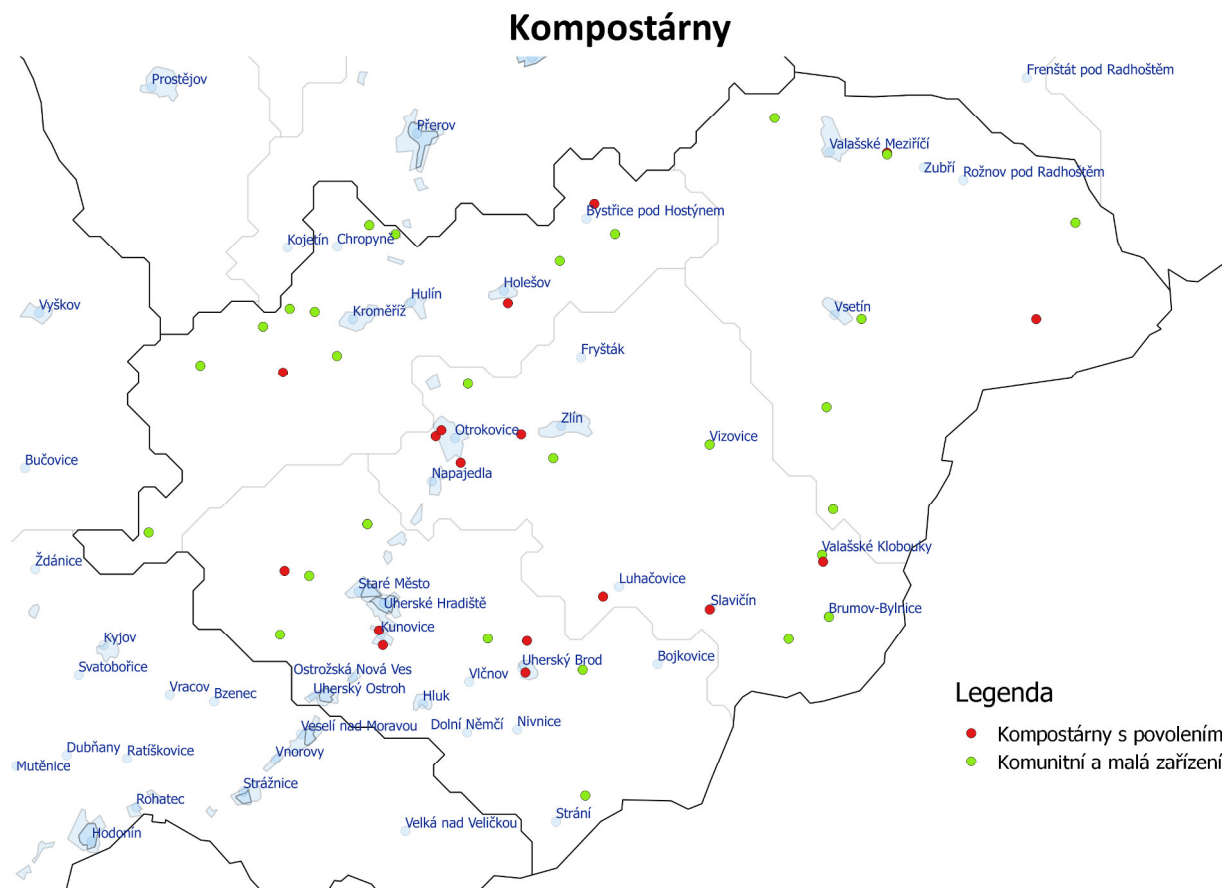 Kompostárny
Frenštát pod Radhoštěm
Prostějov
Přerov
Valašské Meziříčí
Zubří
Rožnov pod Radhoštěm
Bystřice pod Hostýnem
Kojetín
Chropyně
Holešov
Hulín
Vyškov
Kroměříž
Vsetín
Fryšták
Zlín
Otrokovice
Vizovice
Bučovice
Napajedla
Valašské Klobouky
Ždánice
Luhačovice
Staré Město
Uherské Hradiště
Slavičín
Brumov-Bylnice
Kunovice
Kyjov
Uherský Brod
Bojkovice
Svatobořice
Ostrožská Nová Ves
Vlčnov
Vracov
Bzenec
Uherský Ostroh
Hluk
Legenda
Veselí nad Moravou
Dolní Němčí
Nivnice
Kompostárny s povolením
Dubňany
Ratíškovice
Vnorovy
Mutěnice
Komunitní a malá zařízení
Strážnice
Rohatec
Strání
Velká nad Veličkou
Hodonín